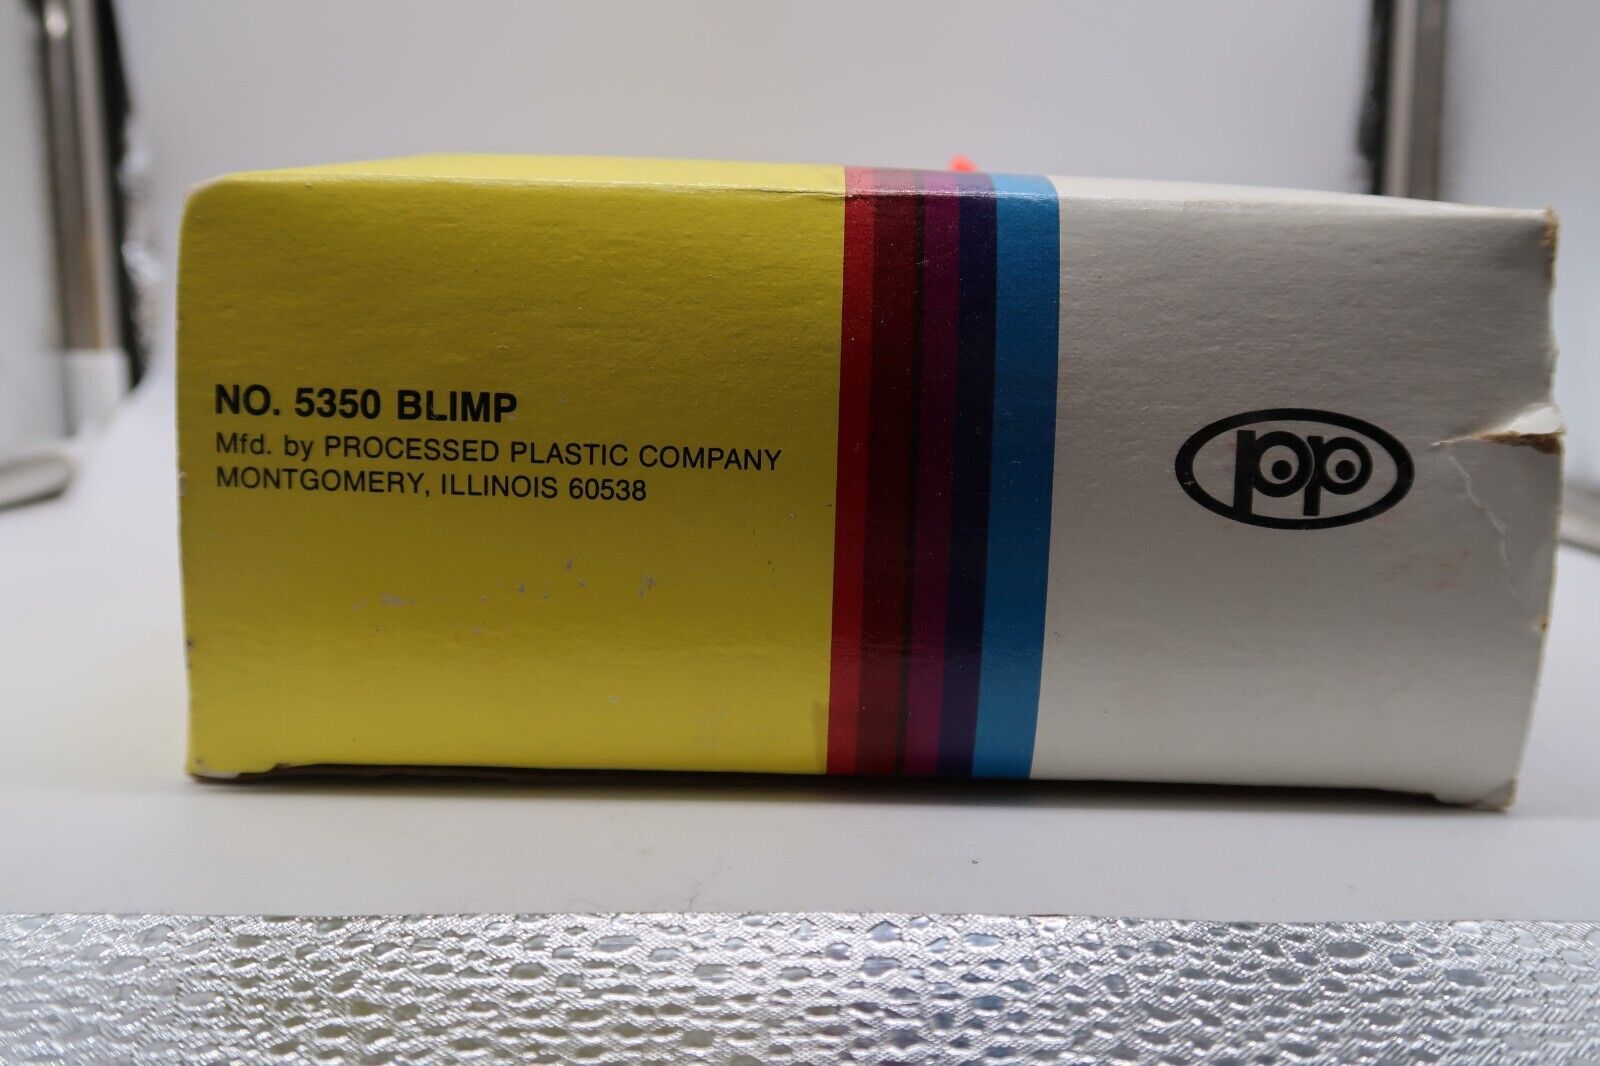 NO. 5350 BLIMP
Mfd. by PROCESSED PLASTIC COMPANY
MONTGOMERY, ILLINOIS 60538
pp